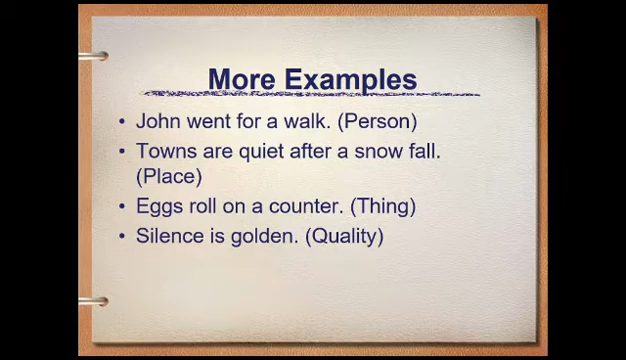 More Examples
• John went for a walk. (Person)
• Towns are quiet after a snow fall.
(Place)
• Eggs roll on a counter. (Thing)
• Silence is golden. (Quality)